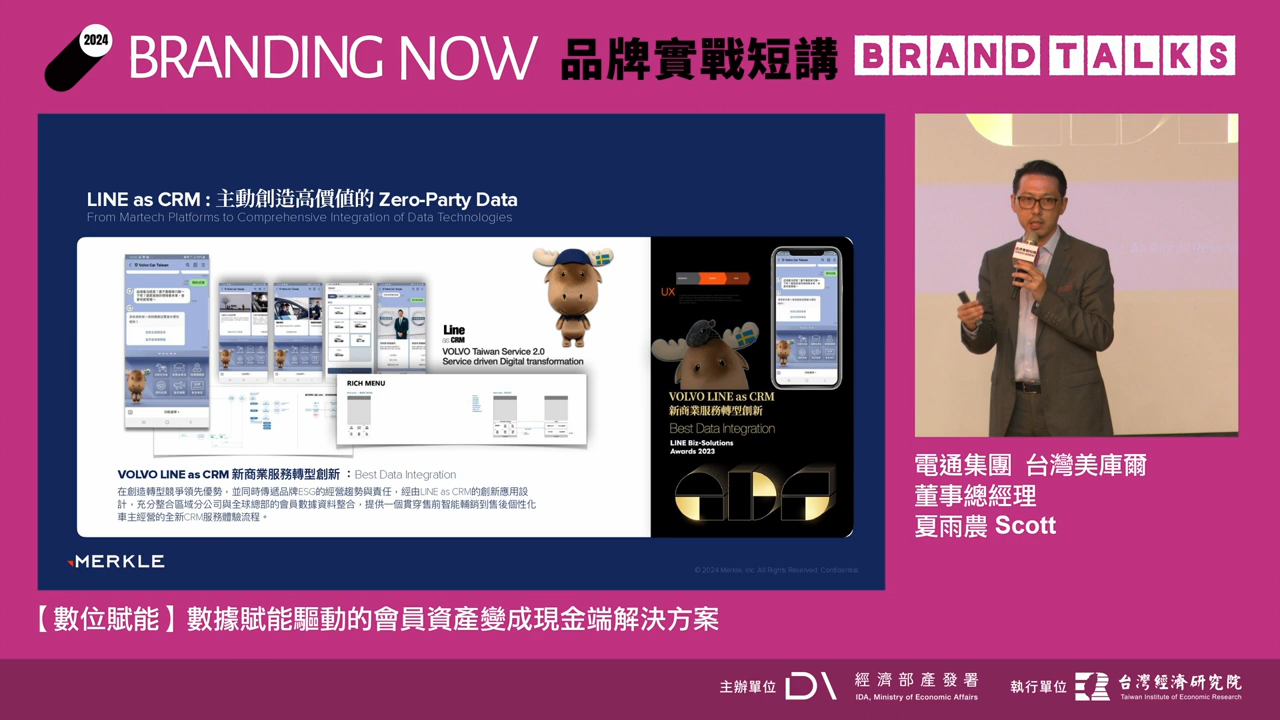 2024
BRANDING NOW 品牌實戰短講 BRAND TALKS
LINE as CRM : 主動創造高價值的 Zero-Party Data
From Martech Platforms to Comprehensive Integration of Data Technologies
Volvo Car Taiwan
Line
as CRM
VOLVO Taiwan Service 2.0
Service driven Digital transformation
RICH MENU
VOLVO LINE as CRM 新商業服務轉型創新 ：Best Data Integration
在創造轉型競爭領先優勢，並同時傳遞品牌ESG的經營趨勢與責任，經由LINE as CRM的創新應用設
計，充分整合區域分公司與全球總部的會員數據資料整合，提供一個貫穿售前智能輔銷到售後個性化
車主經營的全新CRM服務體驗流程。
UX
VOLVO LINE as CRM
新商業服務轉型創新
Best Data Integration
LINE Biz-Solutions
Awards 2023
MERKLE
© 2024 Merkle, Inc. All Rights Reserved. Confidential.
電通集團 台灣美庫爾
董事總經理
夏雨農 Scott
【數位賦能】數據賦能驅動的會員資產變成現金端解決方案
主辦單位 經濟部產發署
IDA, Ministry of Economic Affairs
執行單位 台灣經濟研究院
Taiwan Institute of Economic Research